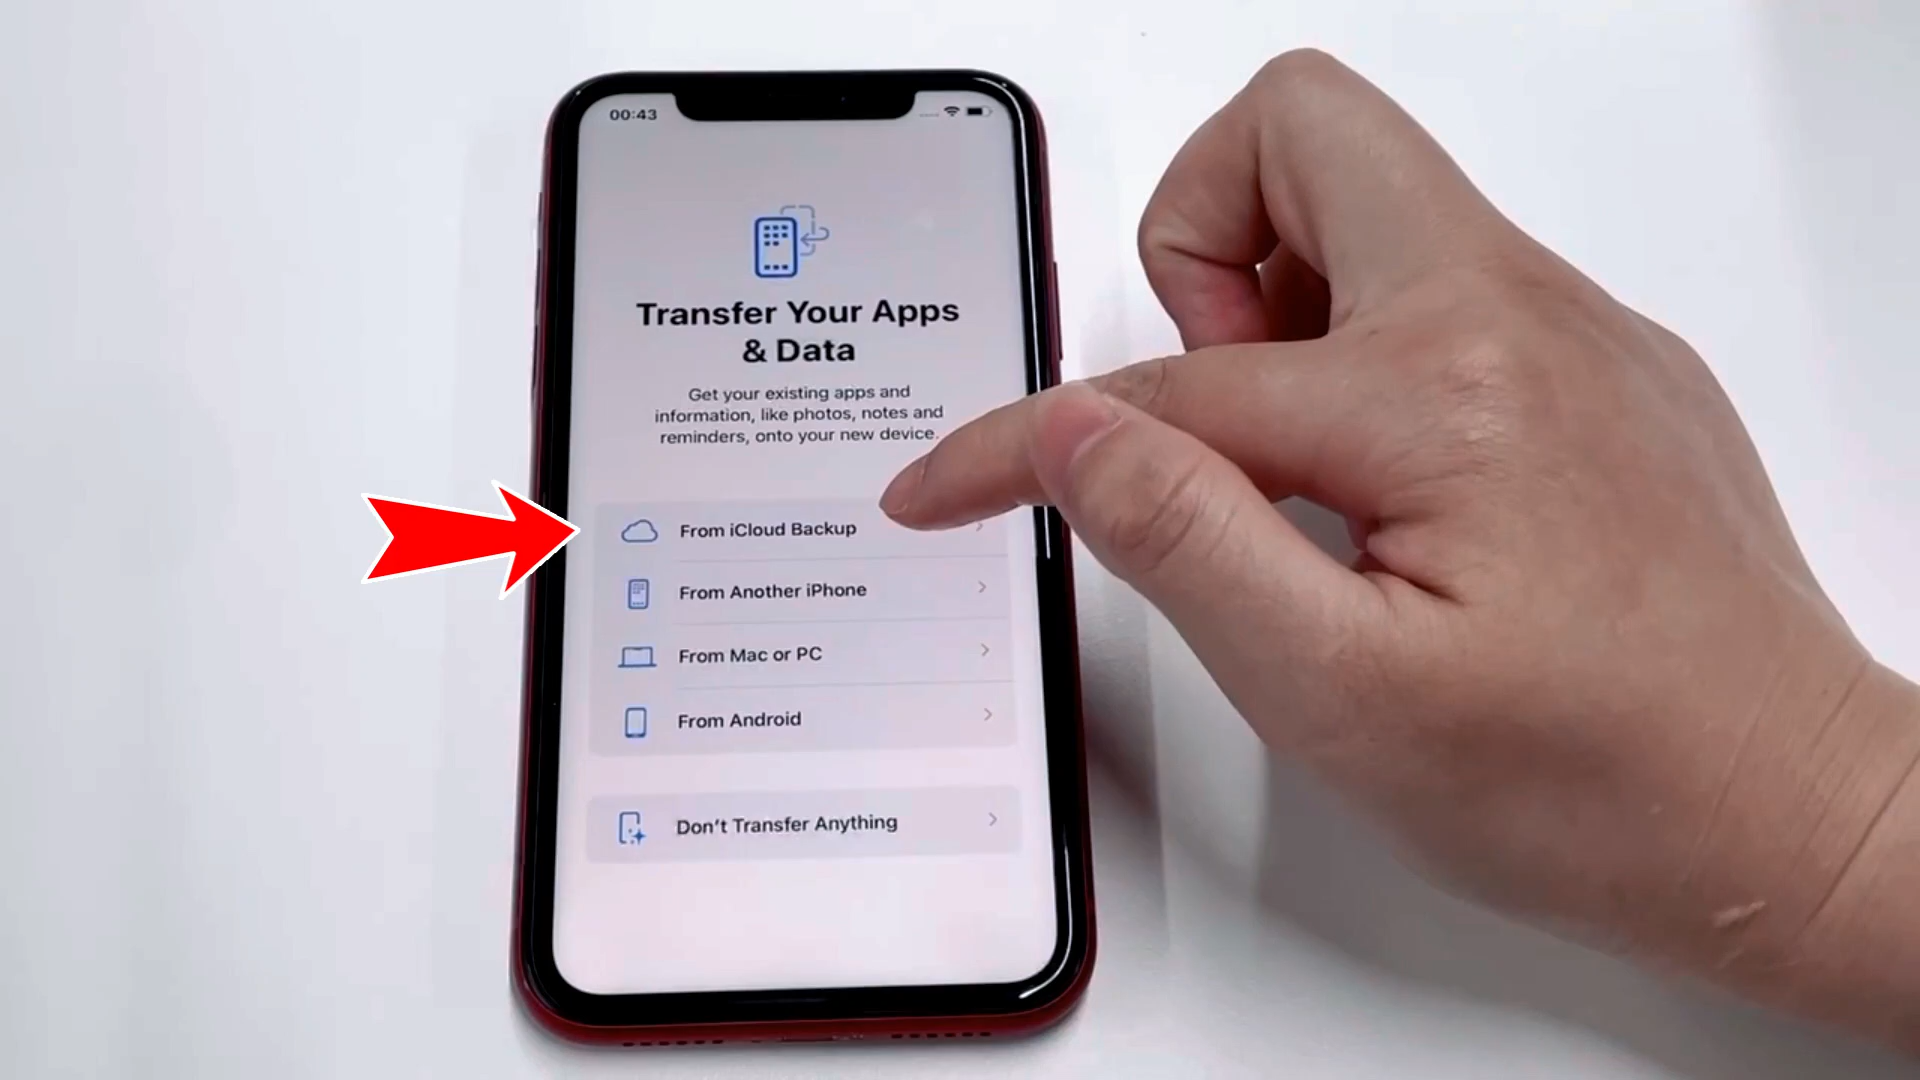 00:43
Transfer Your Apps
& Data
Get your existing apps and
information, like photos, notes and
reminders, onto your new device.
From iCloud Backup
From Another iPhone
From Mac or PC
From Android
Don't Transfer Anything